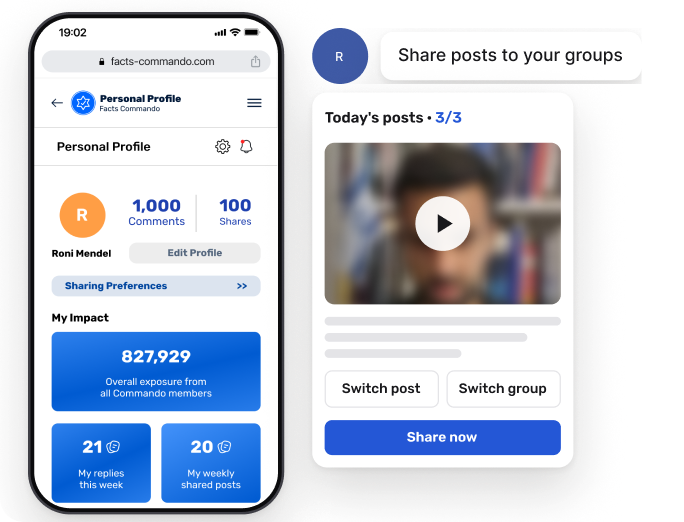 19:02
facts-commando.com
Personal Profile
Facts Commando
Personal Profile
R
1,000
Comments
100
Shares
Roni Mendel
Edit Profile
Sharing Preferences >>
My Impact
827,929
Overall exposure from
all Commando members
21
My replies
this week
20
My weekly
shared posts
R
Share posts to your groups
Today's posts • 3/3
Switch post
Switch group
Share now